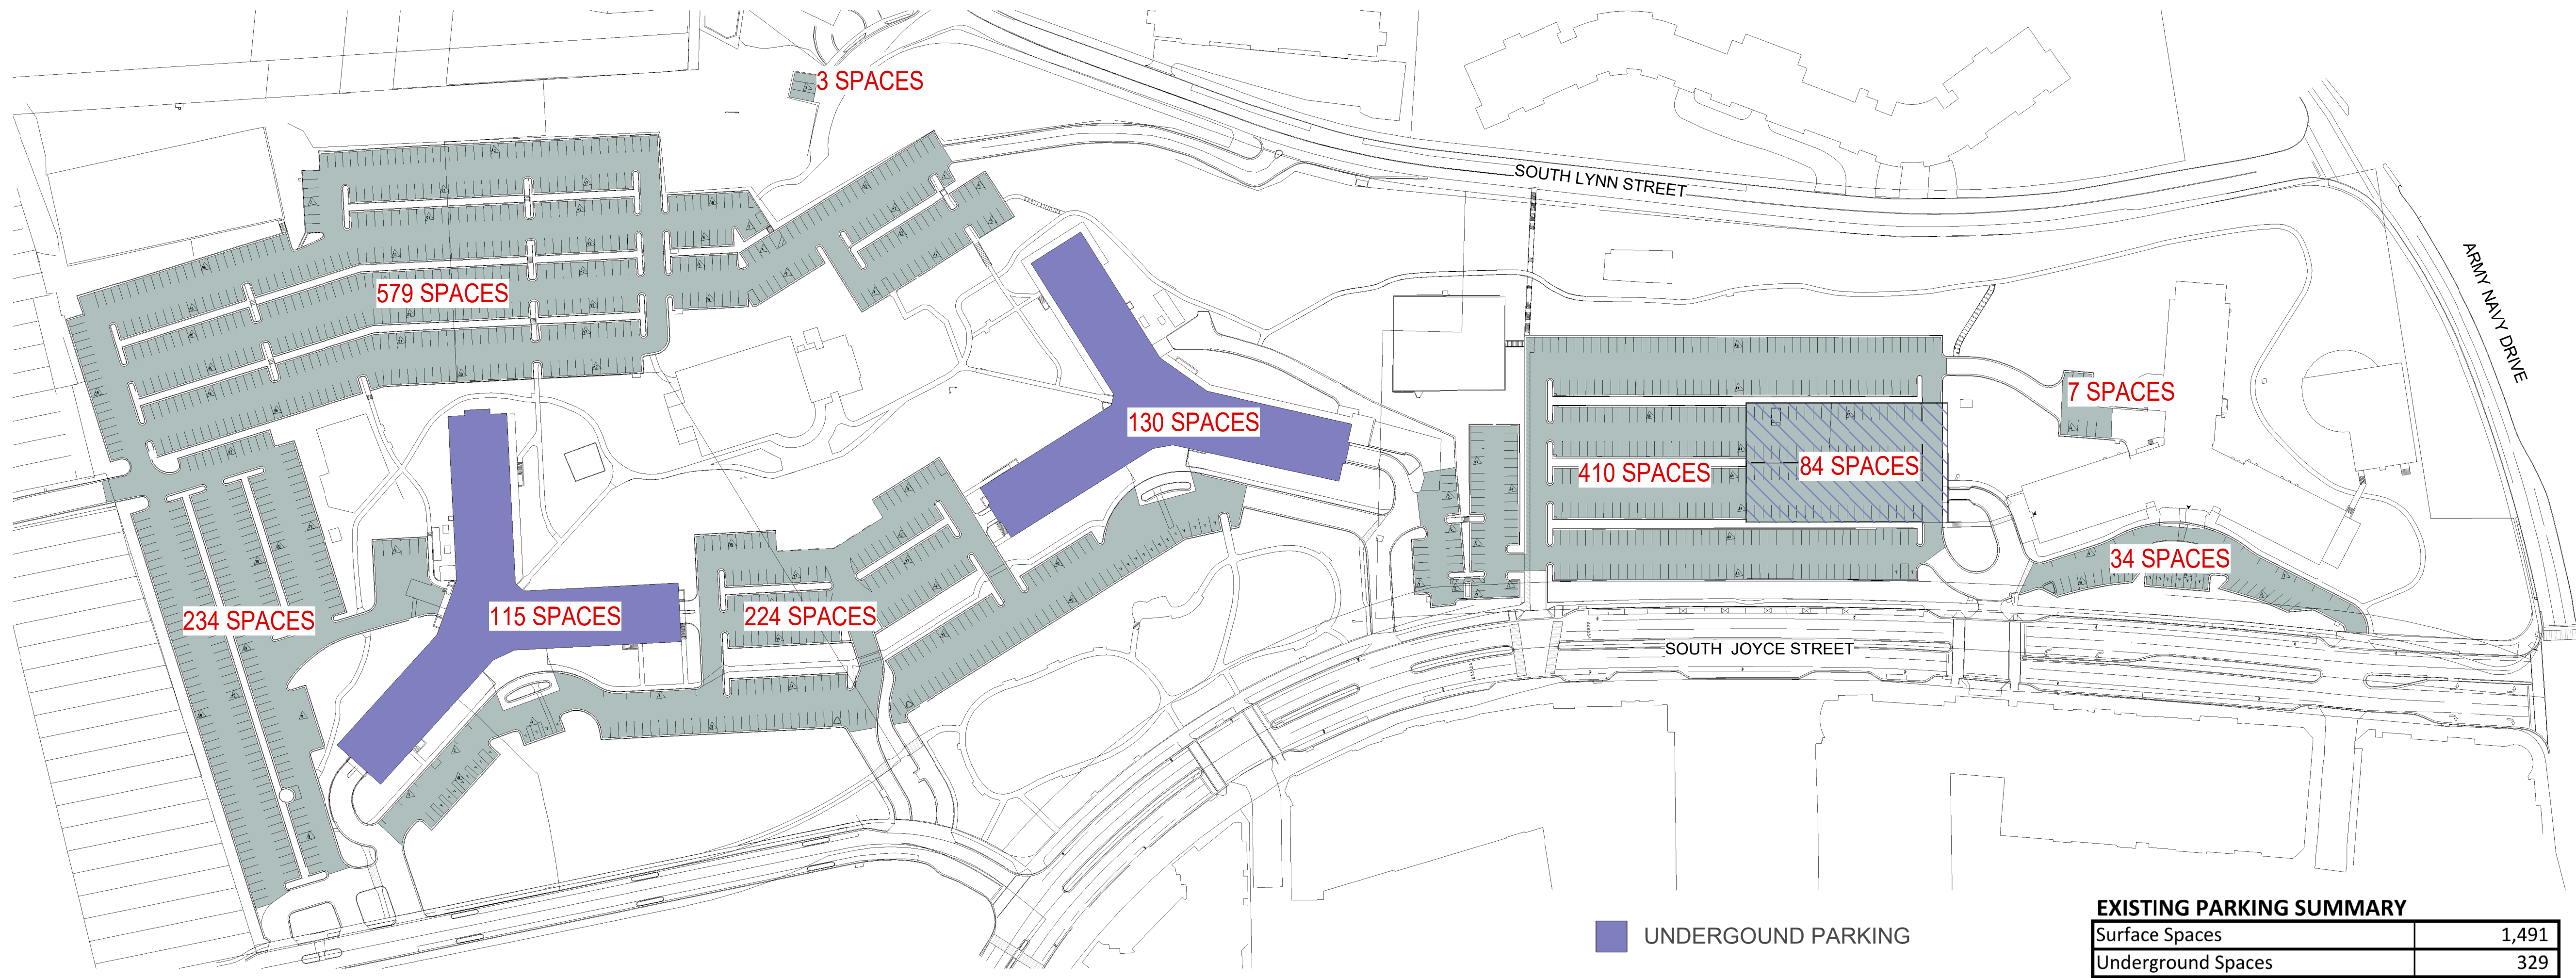 3 SPACES
SOUTH LYNN STREET
ARMY NAVY DRIVE
579 SPACES
7 SPACES
130 SPACES
410 SPACES
84 SPACES
34 SPACES
234 SPACES
115 SPACES
224 SPACES
SOUTH JOYCE STREET
UNDERGOUND PARKING
EXISTING PARKING SUMMARY
Surface Spaces 1,491
Underground Spaces 329